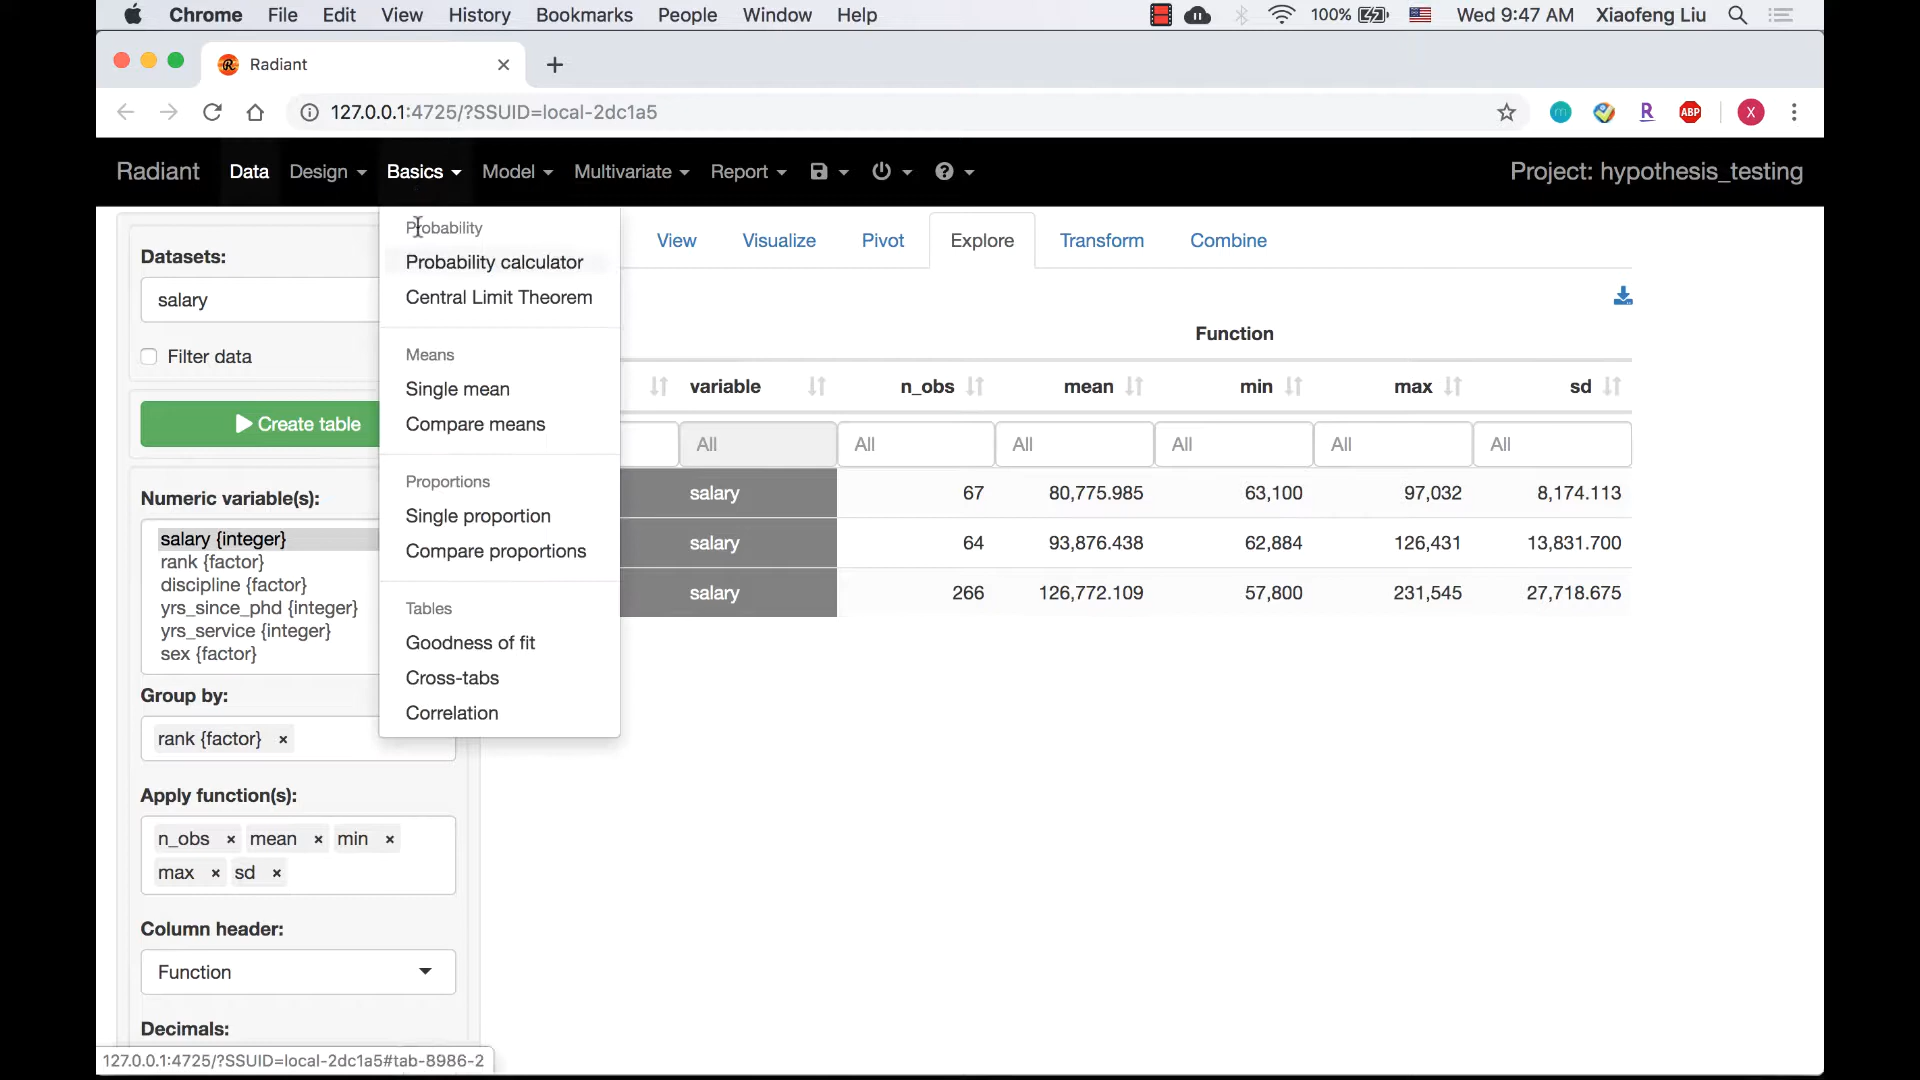 Chrome File Edit View History Bookmarks People Window Help 100% Wed 9:47 AM Xiaofeng Liu
Radiant
127.0.0.1:4725/?SSUID=local-2dc1a5
R ABP X
Radiant Data Design Basics Model Multivariate Report Project: hypothesis_testing
Datasets:
salary
Filter data
Create table
Numeric variable(s):
salary {integer}
rank {factor}
discipline {factor}
yrs_since_phd {integer}
yrs_service {integer}
sex {factor}
Group by:
rank {factor} ×
Apply function(s):
n_obs × mean × min ×
max × sd ×
Column header:
Function
Decimals:
127.0.0.1:4725/?SSUID=local-2dc1a5#tab-8986-2
Probability
Probability calculator
Central Limit Theorem
Means
Single mean
Compare means
Proportions
Single proportion
Compare proportions
Tables
Goodness of fit
Cross-tabs
Correlation
View Visualize Pivot Explore Transform Combine
Function
variable n_obs mean min max sd
All All All All All All
salary 67 80,775.985 63,100 97,032 8,174.113
salary 64 93,876.438 62,884 126,431 13,831.700
salary 266 126,772.109 57,800 231,545 27,718.675